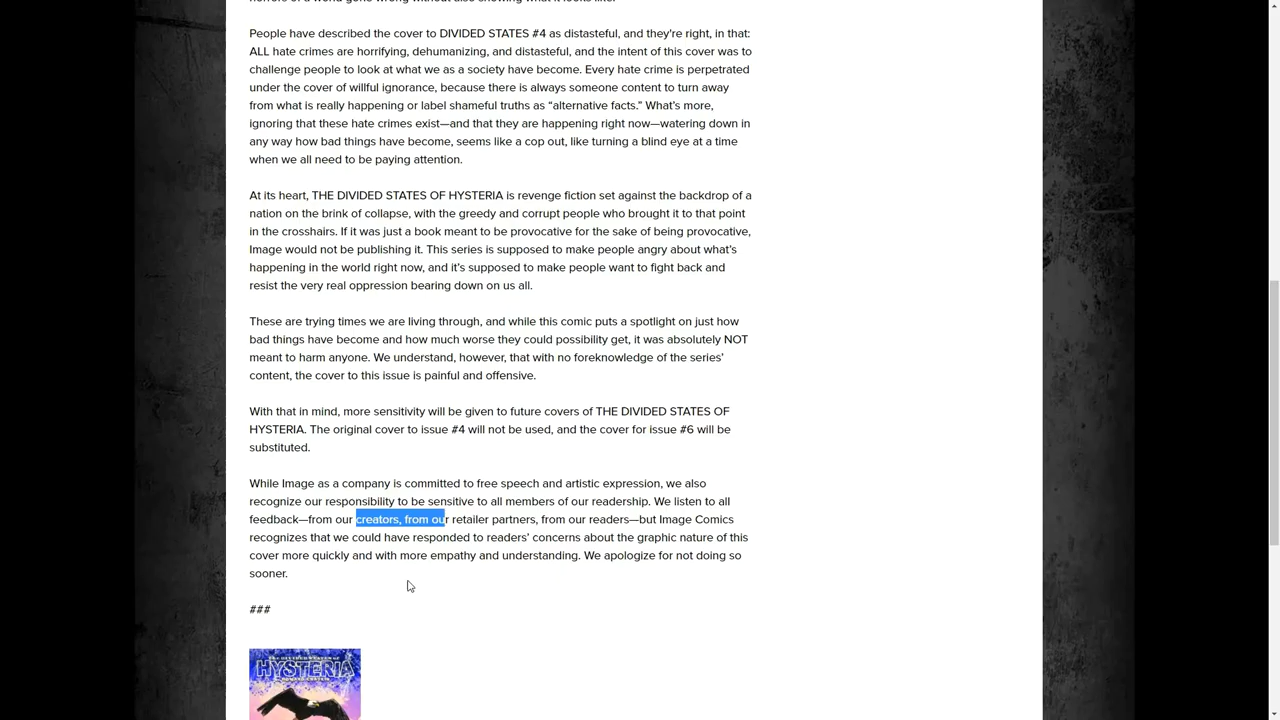 People have described the cover to DIVIDED STATES #4 as distasteful, and they're right, in that:
ALL hate crimes are horrifying, dehumanizing, and distasteful, and the intent of this cover was to
challenge people to look at what we as a society have become. Every hate crime is perpetrated
under the cover of willful ignorance, because there is always someone content to turn away
from what is really happening or label shameful truths as “alternative facts.” What’s more,
ignoring that these hate crimes exist—and that they are happening right now—watering down in
any way how bad things have become, seems like a cop out, like turning a blind eye at a time
when we all need to be paying attention.
At its heart, THE DIVIDED STATES OF HYSTERIA is revenge fiction set against the backdrop of a
nation on the brink of collapse, with the greedy and corrupt people who brought it to that point
in the crosshairs. If it was just a book meant to be provocative for the sake of being provocative,
Image would not be publishing it. This series is supposed to make people angry about what’s
happening in the world right now, and it’s supposed to make people want to fight back and
resist the very real oppression bearing down on us all.
These are trying times we are living through, and while this comic puts a spotlight on just how
bad things have become and how much worse they could possibility get, it was absolutely NOT
meant to harm anyone. We understand, however, that with no foreknowledge of the series’
content, the cover to this issue is painful and offensive.
With that in mind, more sensitivity will be given to future covers of THE DIVIDED STATES OF
HYSTERIA. The original cover to issue #4 will not be used, and the cover for issue #6 will be
substituted.
While Image as a company is committed to free speech and artistic expression, we also
recognize our responsibility to be sensitive to all members of our readership. We listen to all
feedback—from our creators, from our retailer partners, from our readers—but Image Comics
recognizes that we could have responded to readers’ concerns about the graphic nature of this
cover more quickly and with more empathy and understanding. We apologize for not doing so
sooner.
###
HYSTERIA